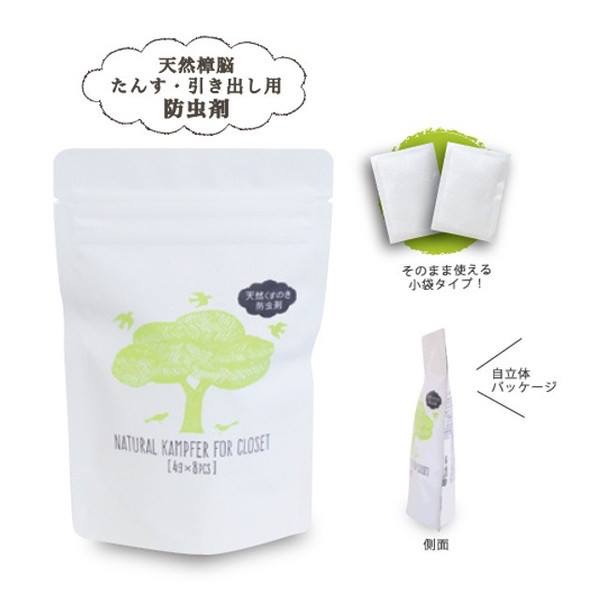 天然樟脳
たんす・引き出し用
防虫剤
天然くすのき
防虫剤
NATURAL KAMPFER FOR CLOSET
[4g×8PCS]
そのまま使える
小袋タイプ！
自立体
パッケージ
側面